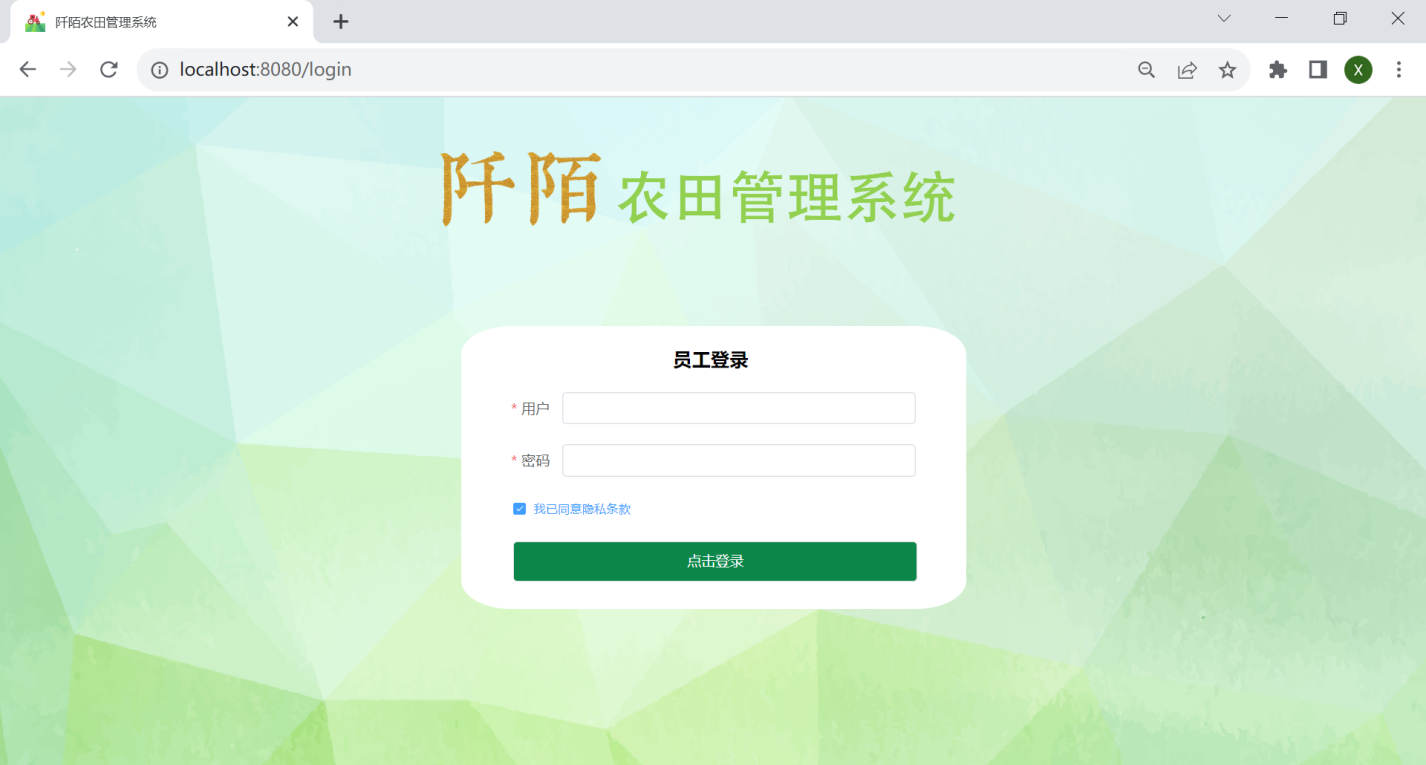 阡陌农田管理系统
localhost:8080/login
X
阡陌 农田管理系统
员工登录
* 用户
* 密码
我已同意隐私条款
点击登录